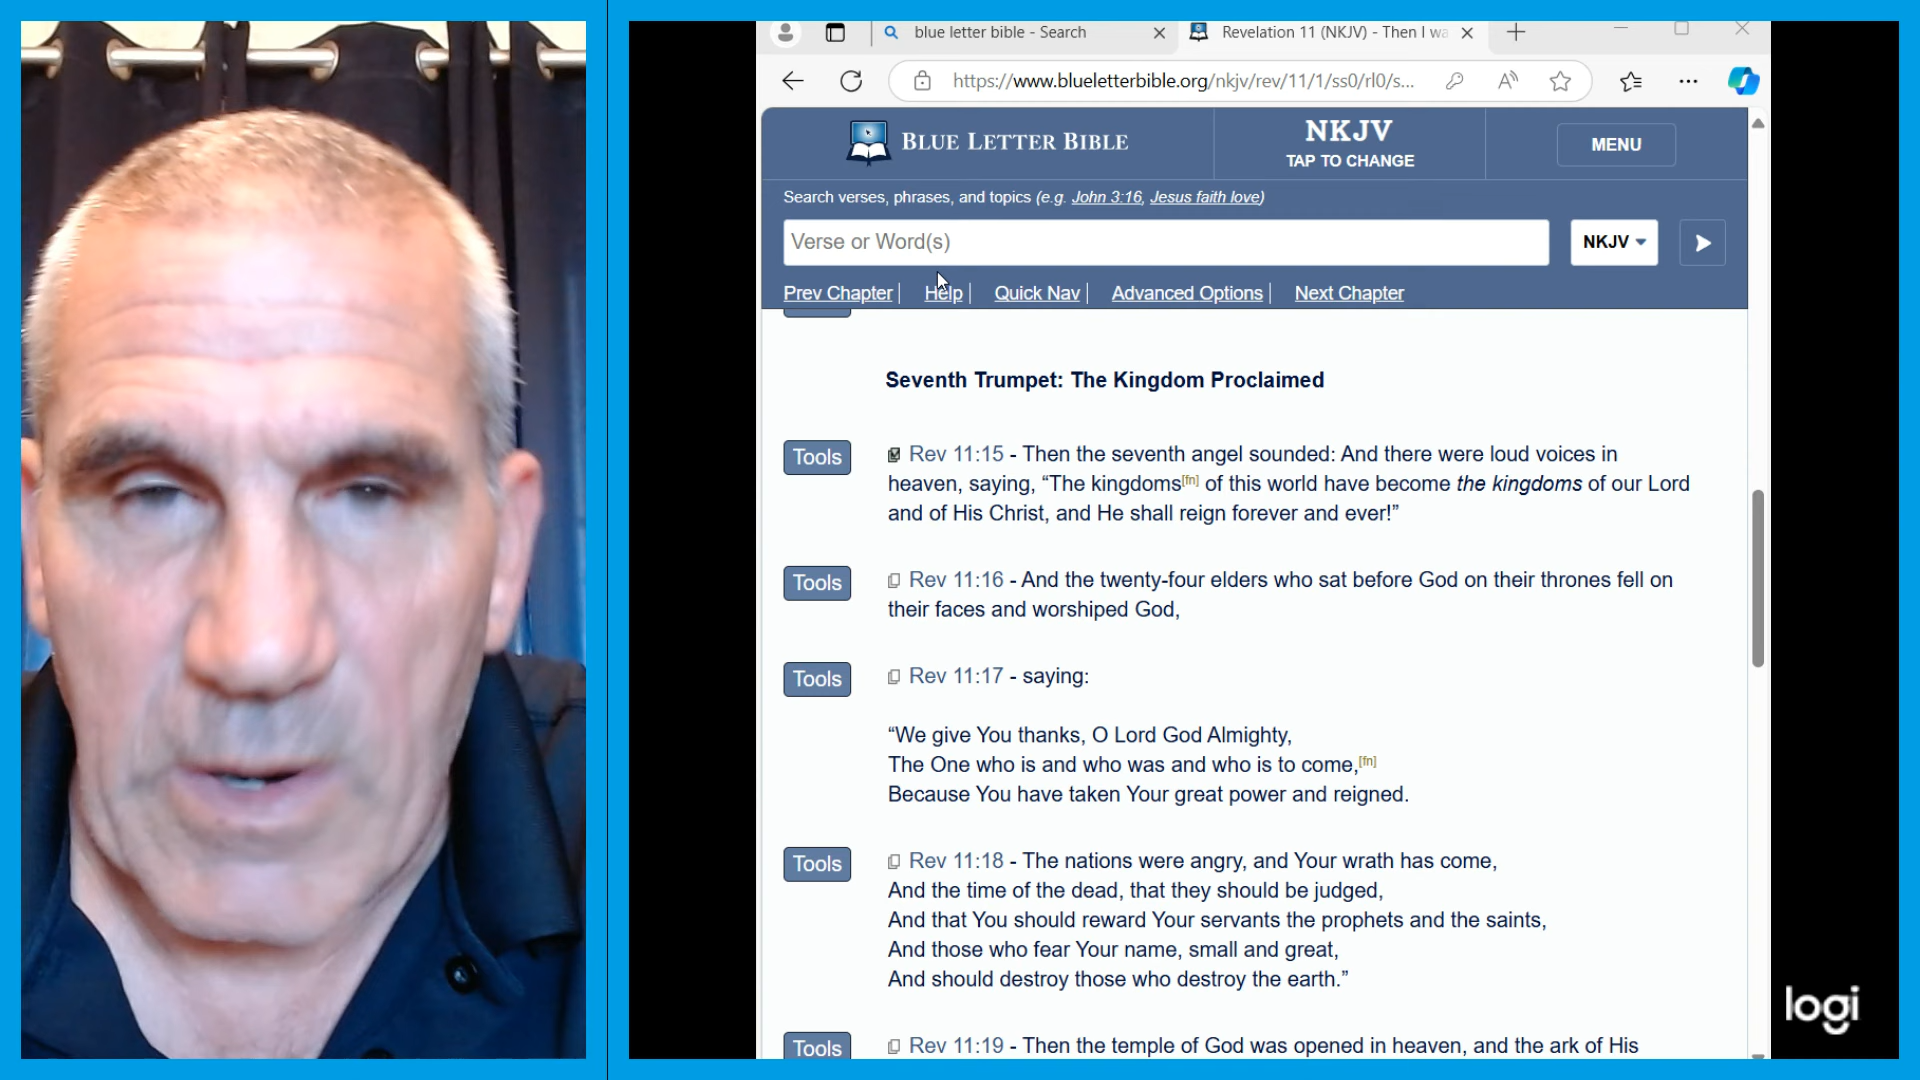 blue letter bible - Search
Revelation 11 (NKJV) - Then I wa
https://www.blueletterbible.org/nkjv/rev/11/1/ss0/rl0/s...
BLUE LETTER BIBLE
NKJV
TAP TO CHANGE
MENU
Search verses, phrases, and topics (e.g. John 3:16, Jesus faith love)
Verse or Word(s)
NKJV
Prev Chapter | Help | Quick Nav | Advanced Options | Next Chapter
Seventh Trumpet: The Kingdom Proclaimed
Tools
Rev 11:15 - Then the seventh angel sounded: And there were loud voices in
heaven, saying, “The kingdoms[fn] of this world have become the kingdoms of our Lord
and of His Christ, and He shall reign forever and ever!”
Tools
Rev 11:16 - And the twenty-four elders who sat before God on their thrones fell on
their faces and worshiped God,
Tools
Rev 11:17 - saying:
“We give You thanks, O Lord God Almighty,
The One who is and who was and who is to come,[fn]
Because You have taken Your great power and reigned.
Tools
Rev 11:18 - The nations were angry, and Your wrath has come,
And the time of the dead, that they should be judged,
And that You should reward Your servants the prophets and the saints,
And those who fear Your name, small and great,
And should destroy those who destroy the earth.”
Tools
Rev 11:19 - Then the temple of God was opened in heaven, and the ark of His
logi